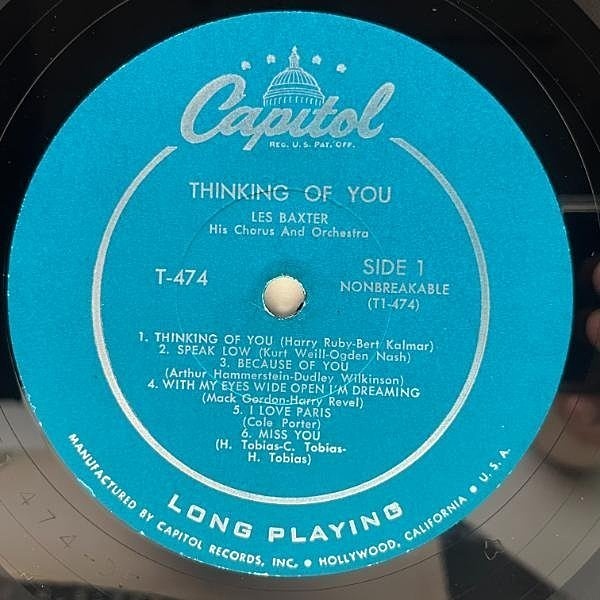 Capitol
REG. U.S. PAT. OFF.
THINKING OF YOU
LES BAXTER
His Chorus And Orchestra
T-474
SIDE 1
NONBREAKABLE
(T1-474)
1. THINKING OF YOU (Harry Ruby-Bert Kalmar)
2. SPEAK LOW (Kurt Weill-Ogden Nash)
3. BECAUSE OF YOU
(Arthur Hammerstein-Dudley Wilkinson)
4. WITH MY EYES WIDE OPEN I'M DREAMING
(Mack Gordon-Harry Revel)
5. I LOVE PARIS
(Cole Porter)
6. MISS YOU
(H. Tobias-C. Tobias-
H. Tobias)
LONG PLAYING
MANUFACTURED BY CAPITOL RECORDS, INC. • HOLLYWOOD, CALIFORNIA • U.S.A.